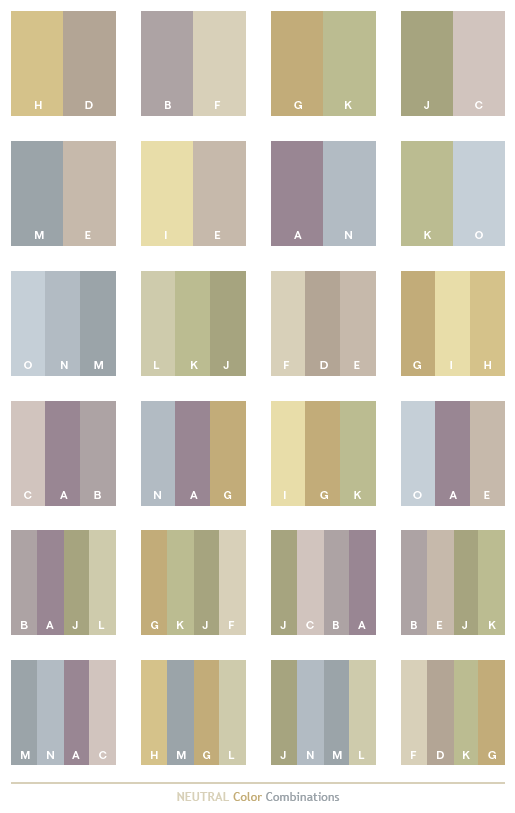 H D B F G K J C
M E I E A N K O
O N M L K J F D E G I H
C A B N A G I G K O A E
B A J L G K J F J C B A B E J K
M N A C H M G L J N M L F D K G
NEUTRAL Color Combinations